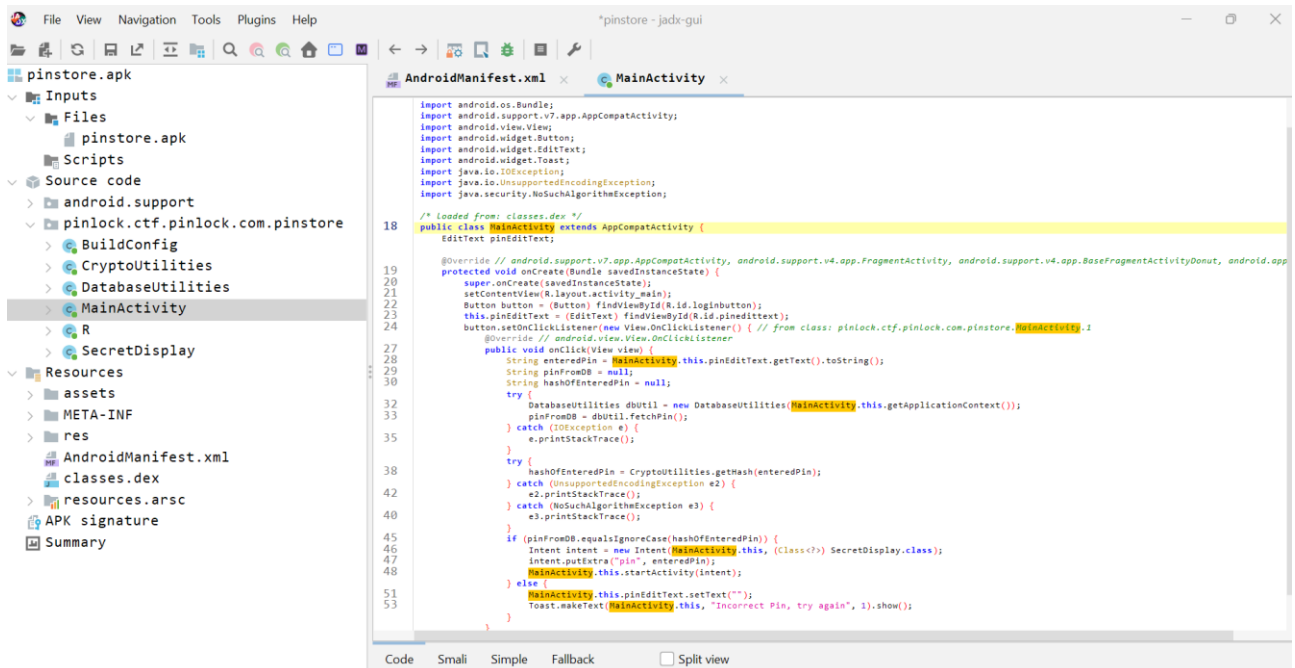 File View Navigation Tools Plugins Help *pinstore - jadx-gui
pinstore.apk
Inputs
Files
pinstore.apk
Scripts
Source code
android.support
pinlock.ctf.pinlock.com.pinstore
BuildConfig
CryptoUtilities
DatabaseUtilities
MainActivity
R
SecretDisplay
Resources
assets
META-INF
res
AndroidManifest.xml
classes.dex
resources.arsc
APK signature
Summary
AndroidManifest.xml × MainActivity ×
import android.os.Bundle;
import android.support.v7.app.AppCompatActivity;
import android.view.View;
import android.widget.Button;
import android.widget.EditText;
import android.widget.Toast;
import java.io.IOException;
import java.io.UnsupportedEncodingException;
import java.security.NoSuchAlgorithmException;
/* loaded from: classes.dex */
18 public class MainActivity extends AppCompatActivity {
EditText pinEditText;
@Override // android.support.v7.app.AppCompatActivity, android.support.v4.app.FragmentActivity, android.support.v4.app.BaseFragmentActivityDonut, android.app
19 protected void onCreate(Bundle savedInstanceState) {
20 super.onCreate(savedInstanceState);
21 setContentView(R.layout.activity_main);
22 Button button = (Button) findViewById(R.id.loginbutton);
23 this.pinEditText = (EditText) findViewById(R.id.pinedittext);
24 button.setOnClickListener(new View.OnClickListener() { // from class: pinlock.ctf.pinlock.com.pinstore.MainActivity.1
@Override // android.view.View.OnClickListener
27 public void onClick(View view) {
28 String enteredPin = MainActivity.this.pinEditText.getText().toString();
29 String pinFromDB = null;
30 String hashOfEnteredPin = null;
try {
32 DatabaseUtilities dbUtil = new DatabaseUtilities(MainActivity.this.getApplicationContext());
33 pinFromDB = dbUtil.fetchPin();
} catch (IOException e) {
35 e.printStackTrace();
}
try {
38 hashOfEnteredPin = CryptoUtilities.getHash(enteredPin);
} catch (UnsupportedEncodingException e2) {
42 e2.printStackTrace();
} catch (NoSuchAlgorithmException e3) {
40 e3.printStackTrace();
}
45 if (pinFromDB.equalsIgnoreCase(hashOfEnteredPin)) {
46 Intent intent = new Intent(MainActivity.this, (Class<?>) SecretDisplay.class);
47 intent.putExtra("pin", enteredPin);
48 MainActivity.this.startActivity(intent);
} else {
51 MainActivity.this.pinEditText.setText("");
53 Toast.makeText(MainActivity.this, "Incorrect Pin, try again", 1).show();
}
}
Code Smali Simple Fallback Split view